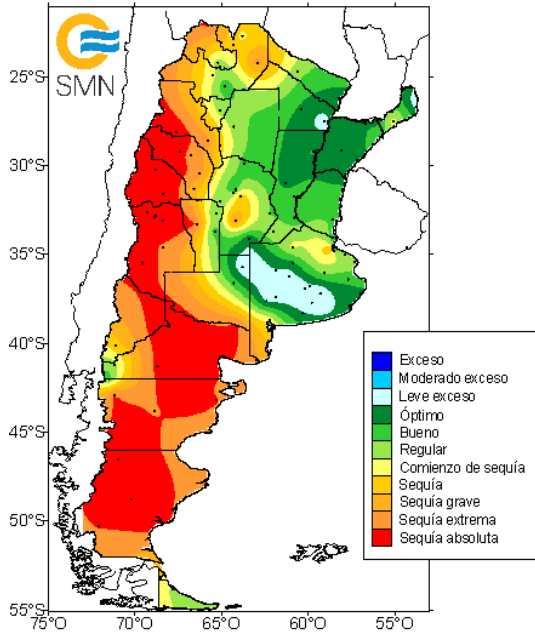 SMN
25°S
30°S
35°S
40°S
45°S
50°S
55°S
75°O 70°O 65°O 60°O 55°O
Exceso
Moderado exceso
Leve exceso
Óptimo
Bueno
Regular
Comienzo de sequía
Sequía
Sequía grave
Sequía extrema
Sequía absoluta